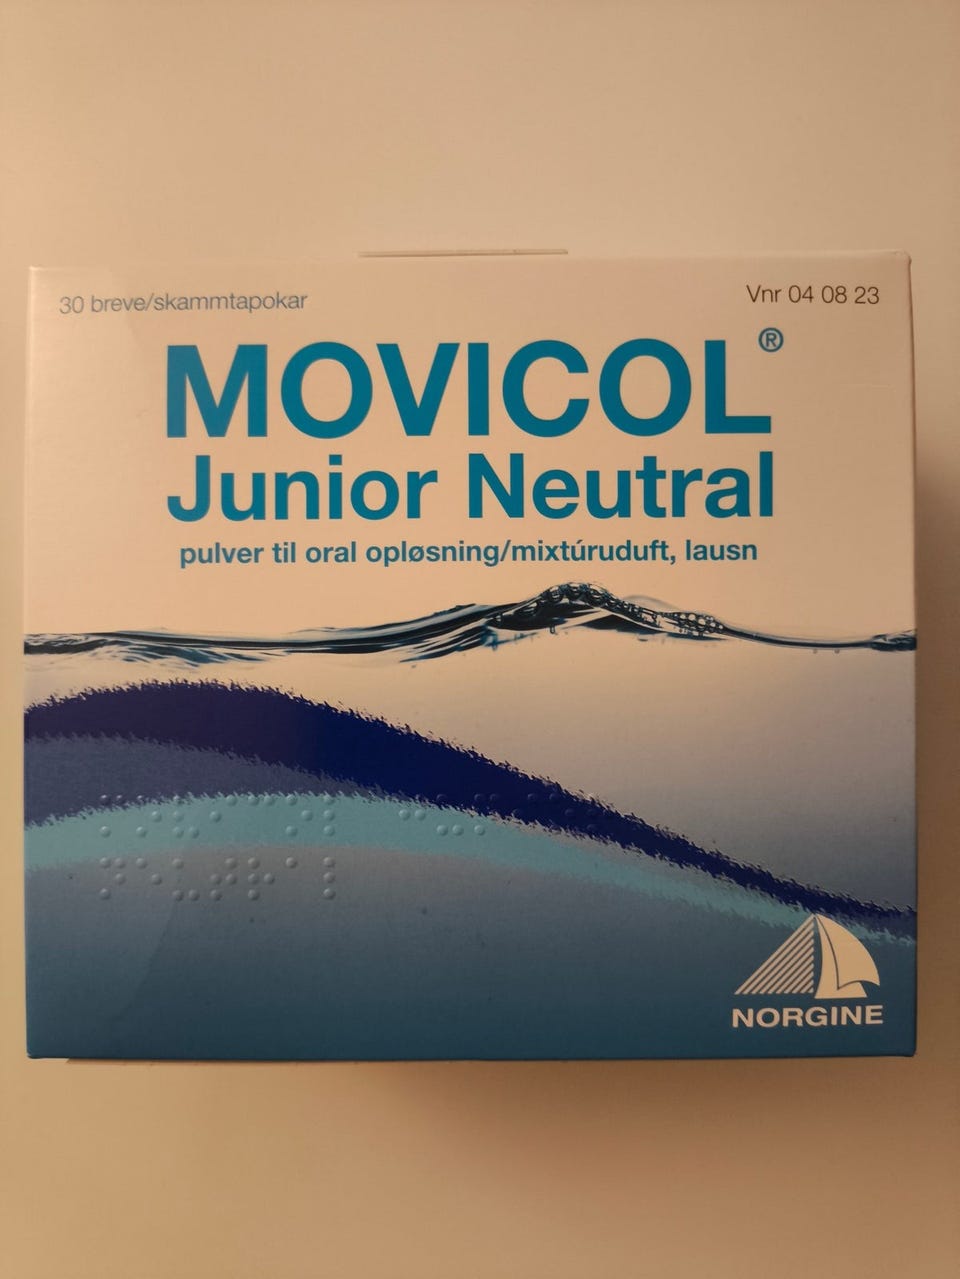 30 breve/skammtapokar
Vnr 04 08 23
MOVICOL®
Junior Neutral
pulver til oral opløsning/mixtúruduft, lausn
NORGINE